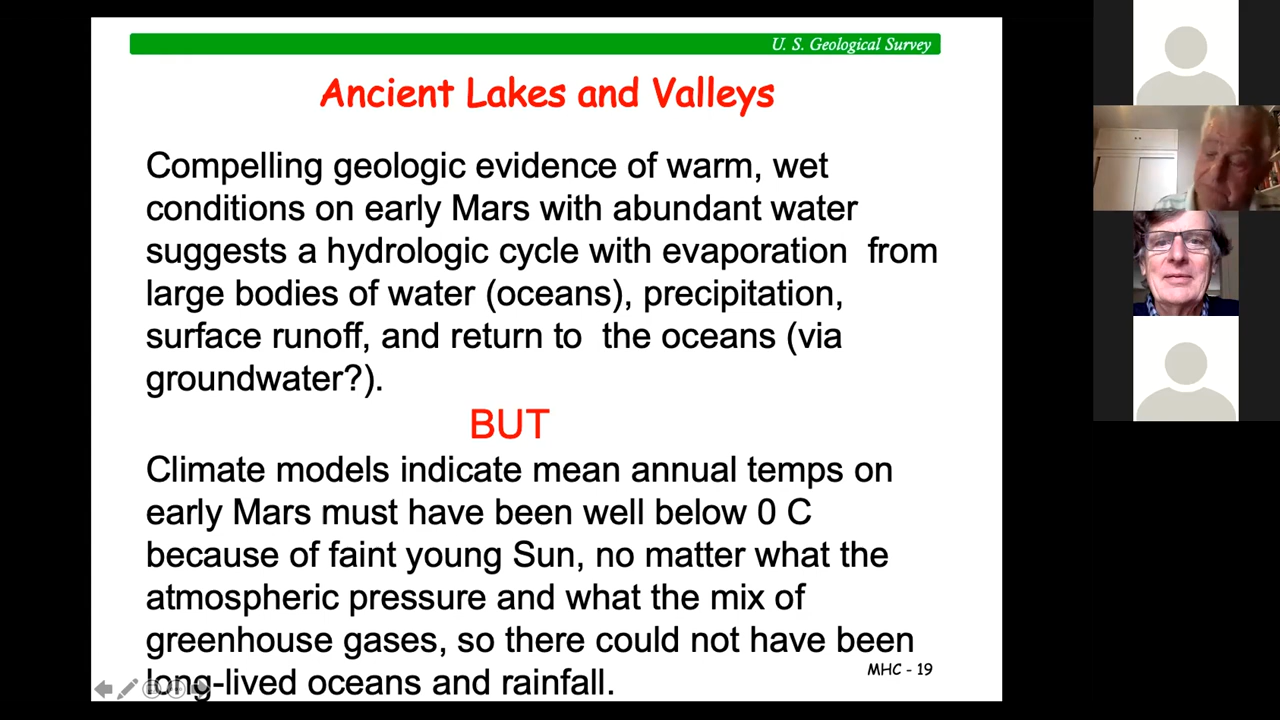 U. S. Geological Survey
Ancient Lakes and Valleys
Compelling geologic evidence of warm, wet
conditions on early Mars with abundant water
suggests a hydrologic cycle with evaporation  from
large bodies of water (oceans), precipitation,
surface runoff, and return to  the oceans (via
groundwater?).
BUT
Climate models indicate mean annual temps on
early Mars must have been well below 0 C
because of faint young Sun, no matter what the
atmospheric pressure and what the mix of
greenhouse gases, so there could not have been
long-lived oceans and rainfall.
MHC - 19